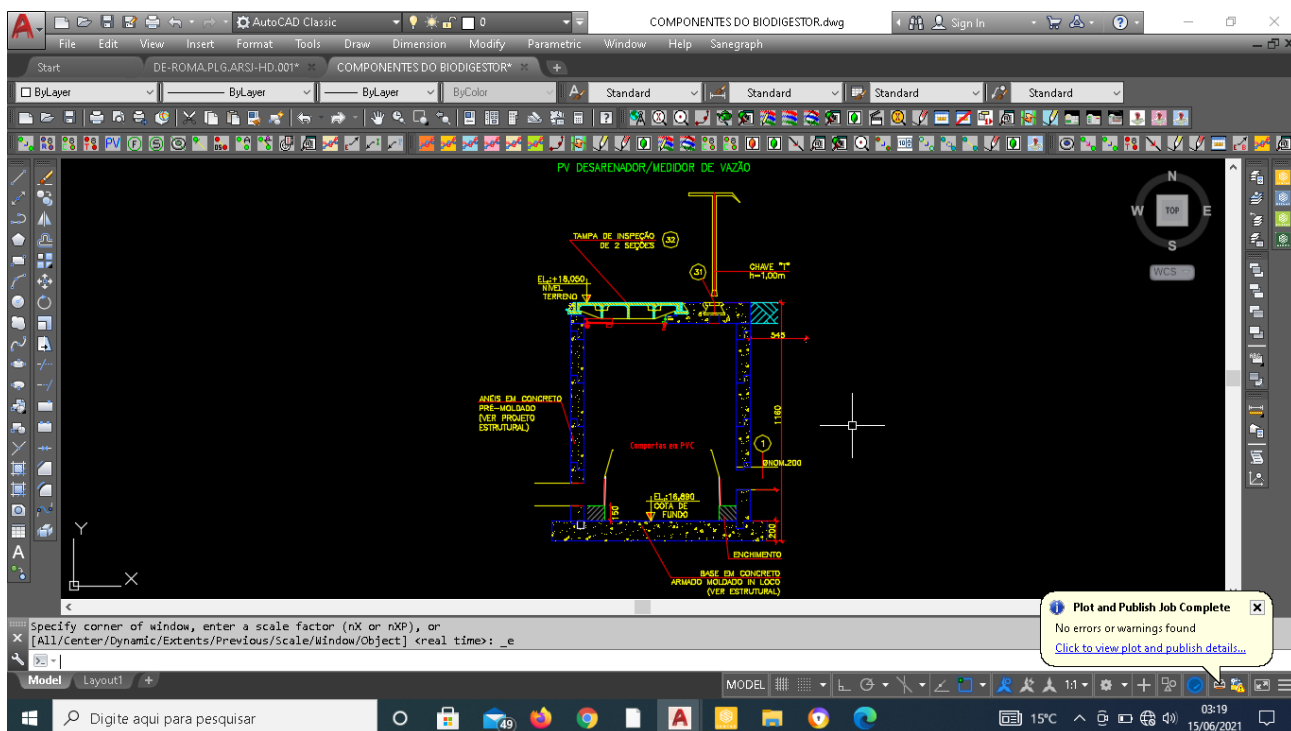 AutoCAD Classic
0
COMPONENTES DO BIODIGESTOR.dwg
Sign In
File Edit View Insert Format Tools Draw Dimension Modify Parametric Window Help Sanegraph
Start
DE-ROMA.PLG.ARSJ-HD.001*
COMPONENTES DO BIODIGESTOR*
ByLayer
ByLayer
ByLayer
ByColor
Standard
Standard
Standard
Standard
PV
PV DESARENADOR/MEDIDOR DE VAZÃO
N
W
TOP
E
S
WCS
TAMPA DE INSPEÇÃO
DE 2 SEÇÕES
32
31
CHAVE "T"
h=1,00m
EL.:+18,050
NIVEL
TERRENO
545
ANÉIS EM CONCRETO
PRÉ-MOLDADO
(VER PROJETO
ESTRUTURAL)
1160
Comportas em PVC
1
ØNOM.200
EL.:16,890
COTA DE
FUNDO
150
200
ENCHIMENTO
BASE EM CONCRETO
ARMADO MOLDADO IN LOCO
(VER ESTRUTURAL)
Y
X
A
Specify corner of window, enter a scale factor (nX or nXP), or
[All/Center/Dynamic/Extents/Previous/Scale/Window/Object] <real time>: _e
Plot and Publish Job Complete
No errors or warnings found
Click to view plot and publish details...
Model
Layout1
MODEL
1:1
Digite aqui para pesquisar
49
15°C
03:19
15/06/2021